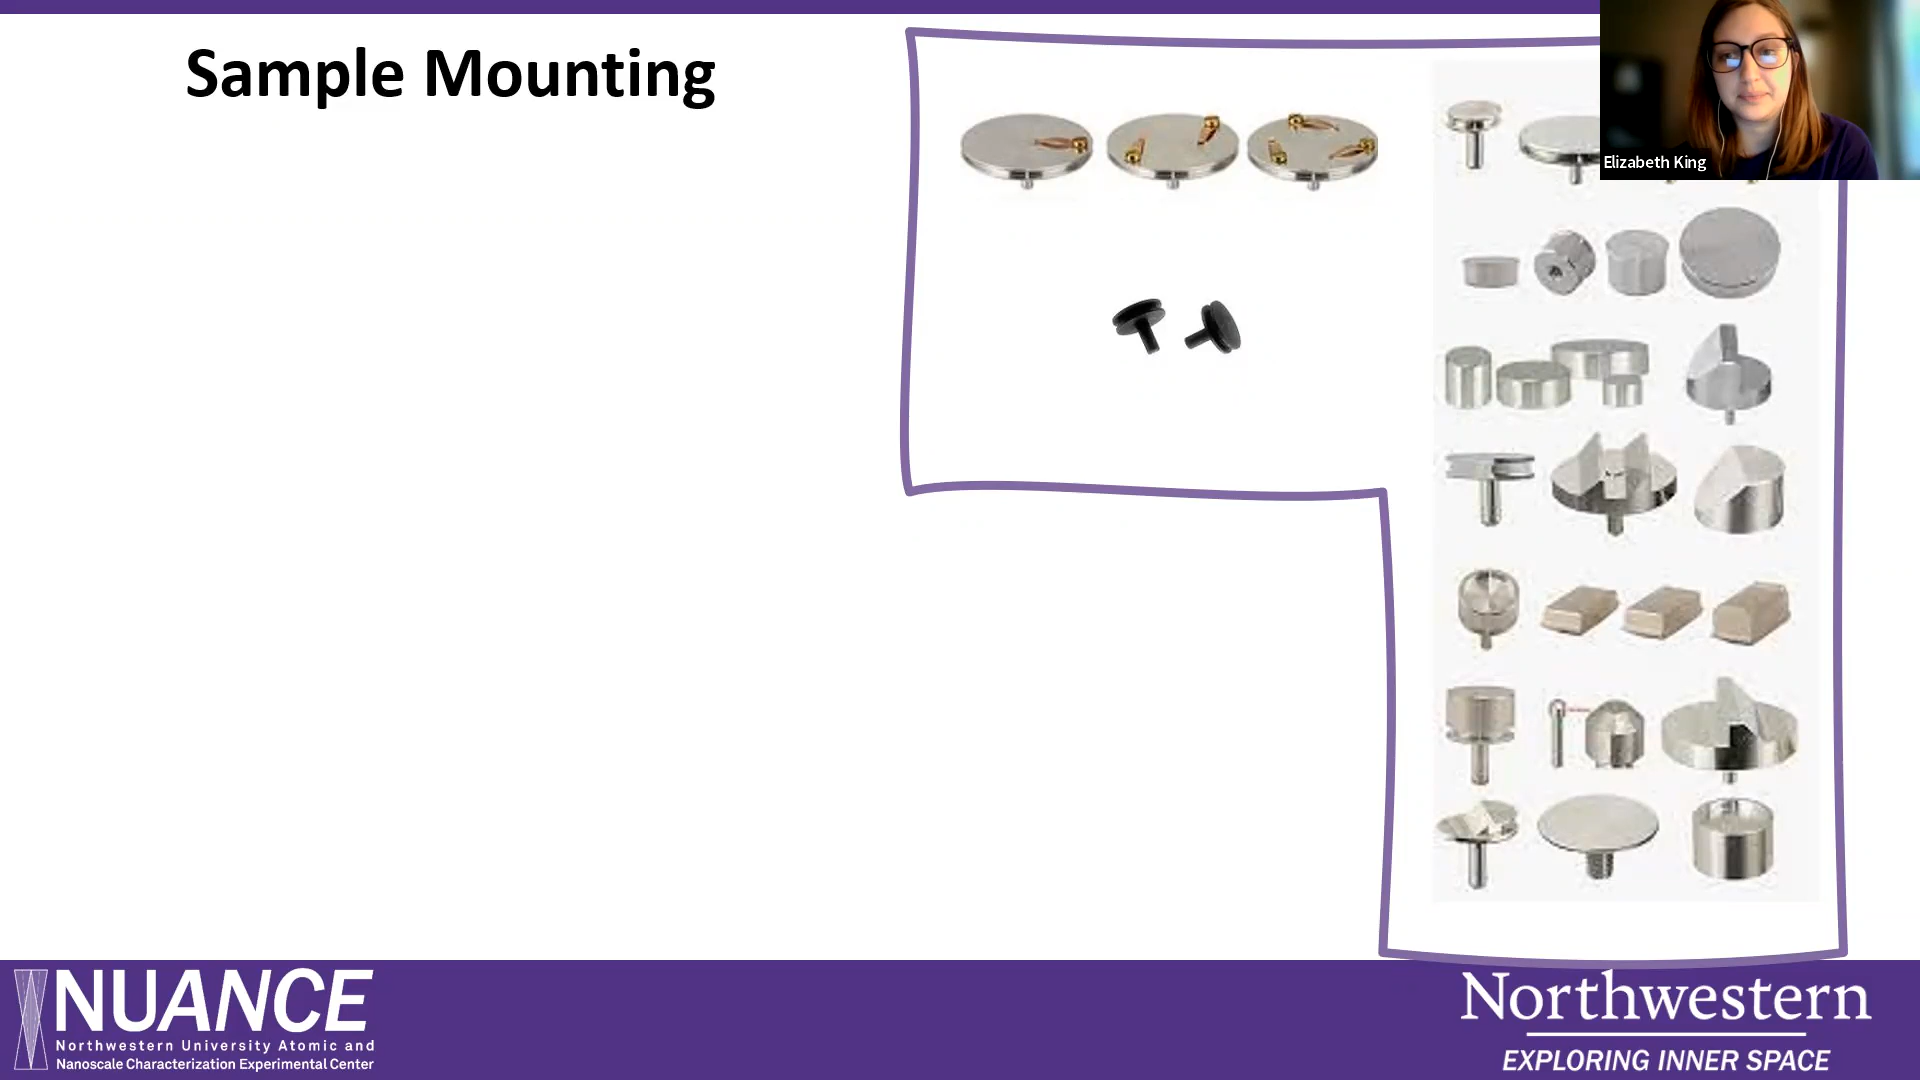 Sample Mounting
Elizabeth King
NUANCE
Northwestern University Atomic and
Nanoscale Characterization Experimental Center
Northwestern
EXPLORING INNER SPACE